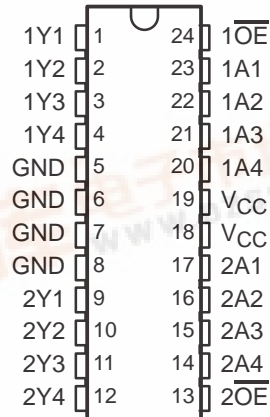 1Y1 1 24 1O̅E̅
1Y2 2 23 1A1
1Y3 3 22 1A2
1Y4 4 21 1A3
GND 5 20 1A4
GND 6 19 VCC
GND 7 18 VCC
GND 8 17 2A1
2Y1 9 16 2A2
2Y2 10 15 2A3
2Y3 11 14 2A4
2Y4 12 13 2O̅E̅